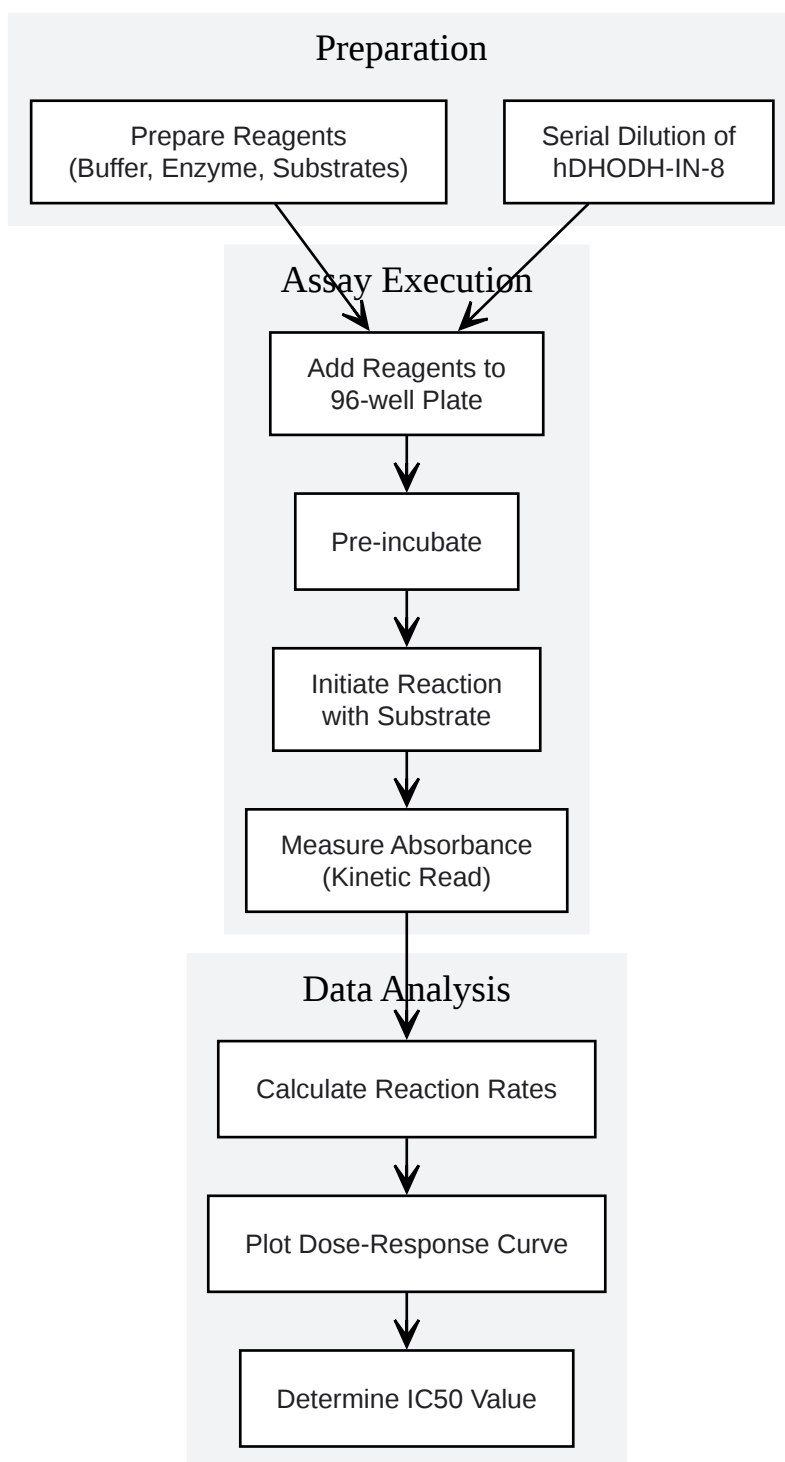 Preparation
Prepare Reagents
(Buffer, Enzyme, Substrates)
Serial Dilution of
hDHODH-IN-8
Assay Execution
Add Reagents to
96-well Plate
Pre-incubate
Initiate Reaction
with Substrate
Measure Absorbance
(Kinetic Read)
Data Analysis
Calculate Reaction Rates
Plot Dose-Response Curve
Determine IC50 Value